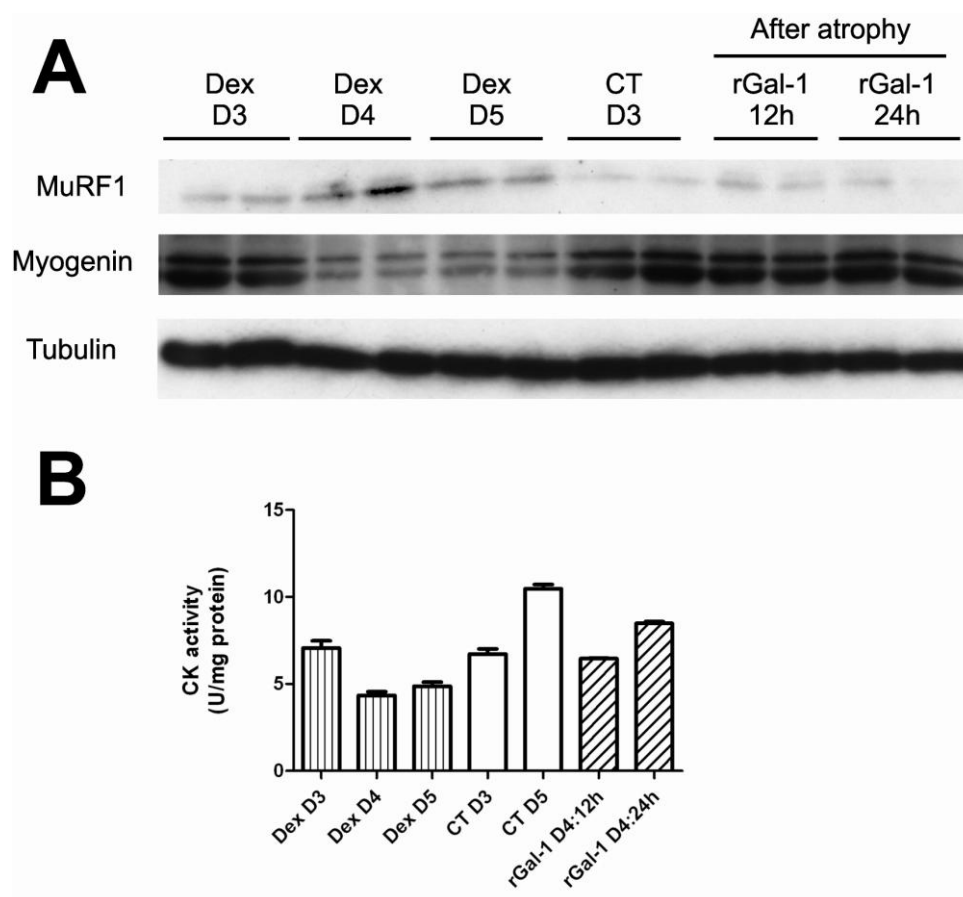 A
After atrophy
Dex Dex Dex CT rGal-1 rGal-1
D3 D4 D5 D3 12h 24h
MuRF1
Myogenin
Tubulin
B
CK activity
(U/mg protein)
15
10
5
0
Dex D3
Dex D4
Dex D5
CT D3
CT D5
rGal-1 D4:12h
rGal-1 D4:24h